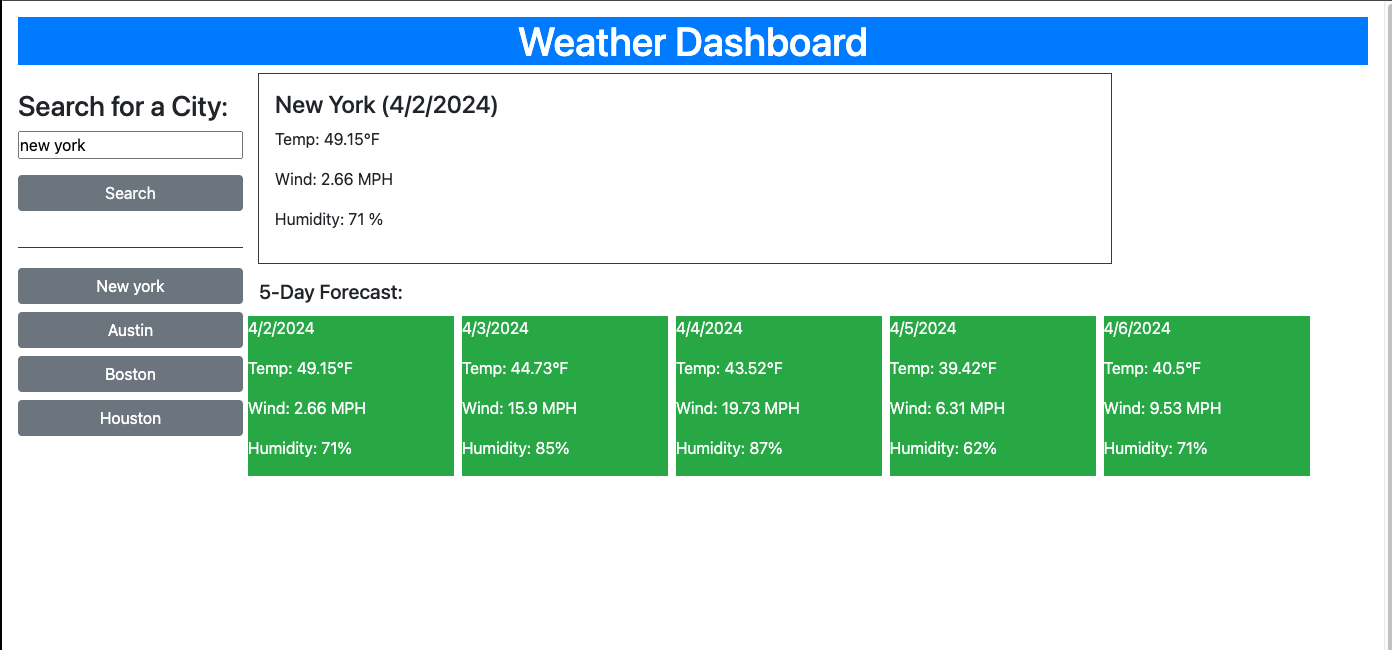 Weather Dashboard
Search for a City:
new york
Search
New york
Austin
Boston
Houston
New York (4/2/2024)
Temp: 49.15°F
Wind: 2.66 MPH
Humidity: 71 %
5-Day Forecast:
4/2/2024
Temp: 49.15°F
Wind: 2.66 MPH
Humidity: 71%
4/3/2024
Temp: 44.73°F
Wind: 15.9 MPH
Humidity: 85%
4/4/2024
Temp: 43.52°F
Wind: 19.73 MPH
Humidity: 87%
4/5/2024
Temp: 39.42°F
Wind: 6.31 MPH
Humidity: 62%
4/6/2024
Temp: 40.5°F
Wind: 9.53 MPH
Humidity: 71%